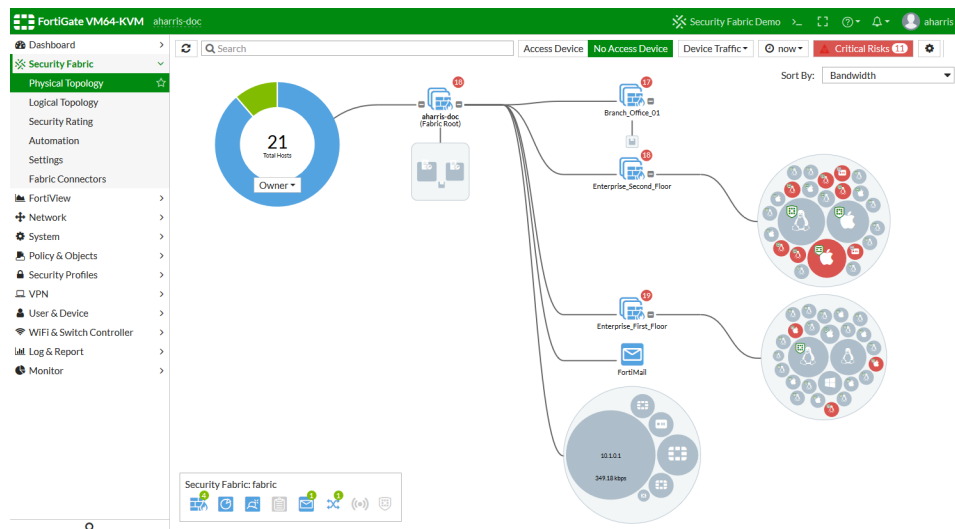 FortiGate VM64-KVM aharris-doc
Security Fabric Demo >_ aharris
Dashboard
Security Fabric
Physical Topology
Logical Topology
Security Rating
Automation
Settings
Fabric Connectors
FortiView
Network
System
Policy & Objects
Security Profiles
VPN
User & Device
WiFi & Switch Controller
Log & Report
Monitor
Search
Access Device No Access Device Device Traffic now Critical Risks 11
Sort By: Bandwidth
21
Total Hosts
Owner
18
aharris-doc
(Fabric Root)
17
Branch_Office_01
18
Enterprise_Second_Floor
19
Enterprise_First_Floor
FortiMail
10.1.0.1
349.18 kbps
Security Fabric: fabric
4 1 1